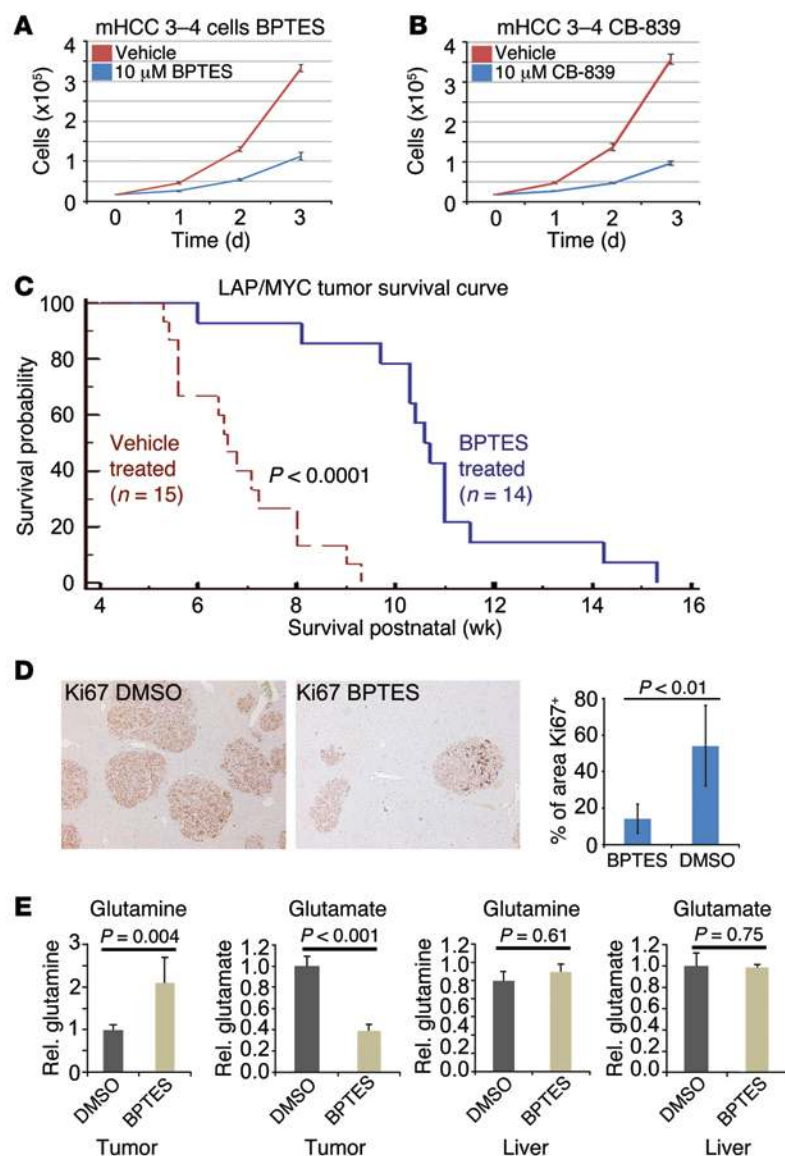 A
mHCC 3–4 cells BPTES
4
3
2
1
0
Cells (x10⁵)
Vehicle
10 μM BPTES
0 1 2 3
Time (d)
B
mHCC 3–4 CB-839
4
3
2
1
0
Cells (x10⁵)
Vehicle
10 μM CB-839
0 1 2 3
Time (d)
C
LAP/MYC tumor survival curve
100
80
60
40
20
0
Survival probability
Vehicle
treated
(n = 15)
P < 0.0001
BPTES
treated
(n = 14)
4 6 8 10 12 14 16
Survival postnatal (wk)
D
Ki67 DMSO
Ki67 BPTES
P < 0.01
80
60
40
20
0
% of area Ki67⁺
BPTES DMSO
E
Glutamine
P = 0.004
3
2
1
0
Rel. glutamine
DMSO
BPTES
Tumor
Glutamate
P < 0.001
1.2
1.0
0.8
0.6
0.4
0.2
0.0
Rel. glutamate
DMSO
BPTES
Tumor
Glutamine
P = 0.61
1.2
1.0
0.8
0.6
0.4
0.2
0.0
Rel. glutamine
DMSO
BPTES
Liver
Glutamate
P = 0.75
1.2
1.0
0.8
0.6
0.4
0.2
0.0
Rel. glutamate
DMSO
BPTES
Liver